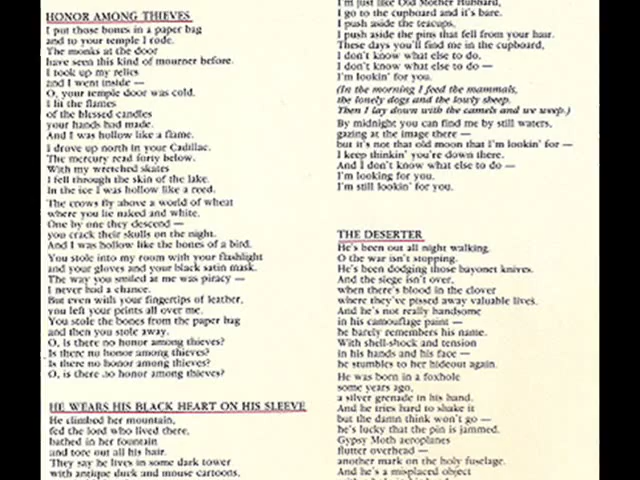 HONOR AMONG THIEVES
I put those bones in a paper bag
and to your temple I rode.
The monks at the door
have seen this kind of mourner before.
I took up my relics
and I went inside —
O, your temple door was cold.
I lit the flames
of the blessed candles
your hands had made.
And I was hollow like a flame.
I drove up north in your Cadillac.
The mercury read forty below.
With my wretched skates
I fell through the skin of the lake.
In the ice I was hollow like a reed.
The crows fly above a world of wheat
where you lie naked and white.
One by one they descend —
you crack their skulls on the night.
And I was hollow like the bones of a bird.
You stole into my room with your flashlight
and your gloves and your black satin mask.
The way you smiled at me was piracy —
I never had a chance.
But even with your fingertips of leather,
you left your prints all over me.
You stole the bones from the paper bag
and then you stole away.
O, is there no honor among thieves?
Is there no honor among thieves?
Is there no honor among thieves?
O, is there no honor among thieves?
HE WEARS HIS BLACK HEART ON HIS SLEEVE
He climbed her mountain,
fed the lord who lived there,
bathed in her fountain
and tore out all his hair.
They say he lives in some dark tower
with antique duck and mouse cartoons,
I'm just like Old Mother Hubbard,
I go to the cupboard and it's bare.
I push aside the teacups,
I push aside the pins that fell from your hair.
These days you'll find me in the cupboard,
I don't know what else to do,
I don't know what else to do —
I'm lookin' for you.
(In the morning I feed the mammals,
the lonely dogs and the lowly sheep.
Then I lay down with the camels and we weep.)
By midnight you can find me by still waters,
gazing at the image there —
but it's not that old moon that I'm lookin' for —
I keep thinkin' you're down there.
And I don't know what else to do —
I'm looking for you.
I'm still lookin' for you.
THE DESERTER
He's been out all night walking,
O the war isn't stopping.
He's been dodging those bayonet knives.
And the siege isn't over,
when there's blood in the clover
where they've pissed away valuable lives.
And he's not really handsome
in his camouflage paint —
he barely remembers his name.
With shell-shock and tension
in his hands and his face —
he stumbles to her hideout again.
He was born in a foxhole
some years ago,
a silver grenade in his hand.
And he tries hard to shake it
but the damn think won't go —
he's lucky that the pin is jammed.
Gypsy Moth aeroplanes
flutter overhead —
another mark on the holy fuselage.
And he's a misplaced object